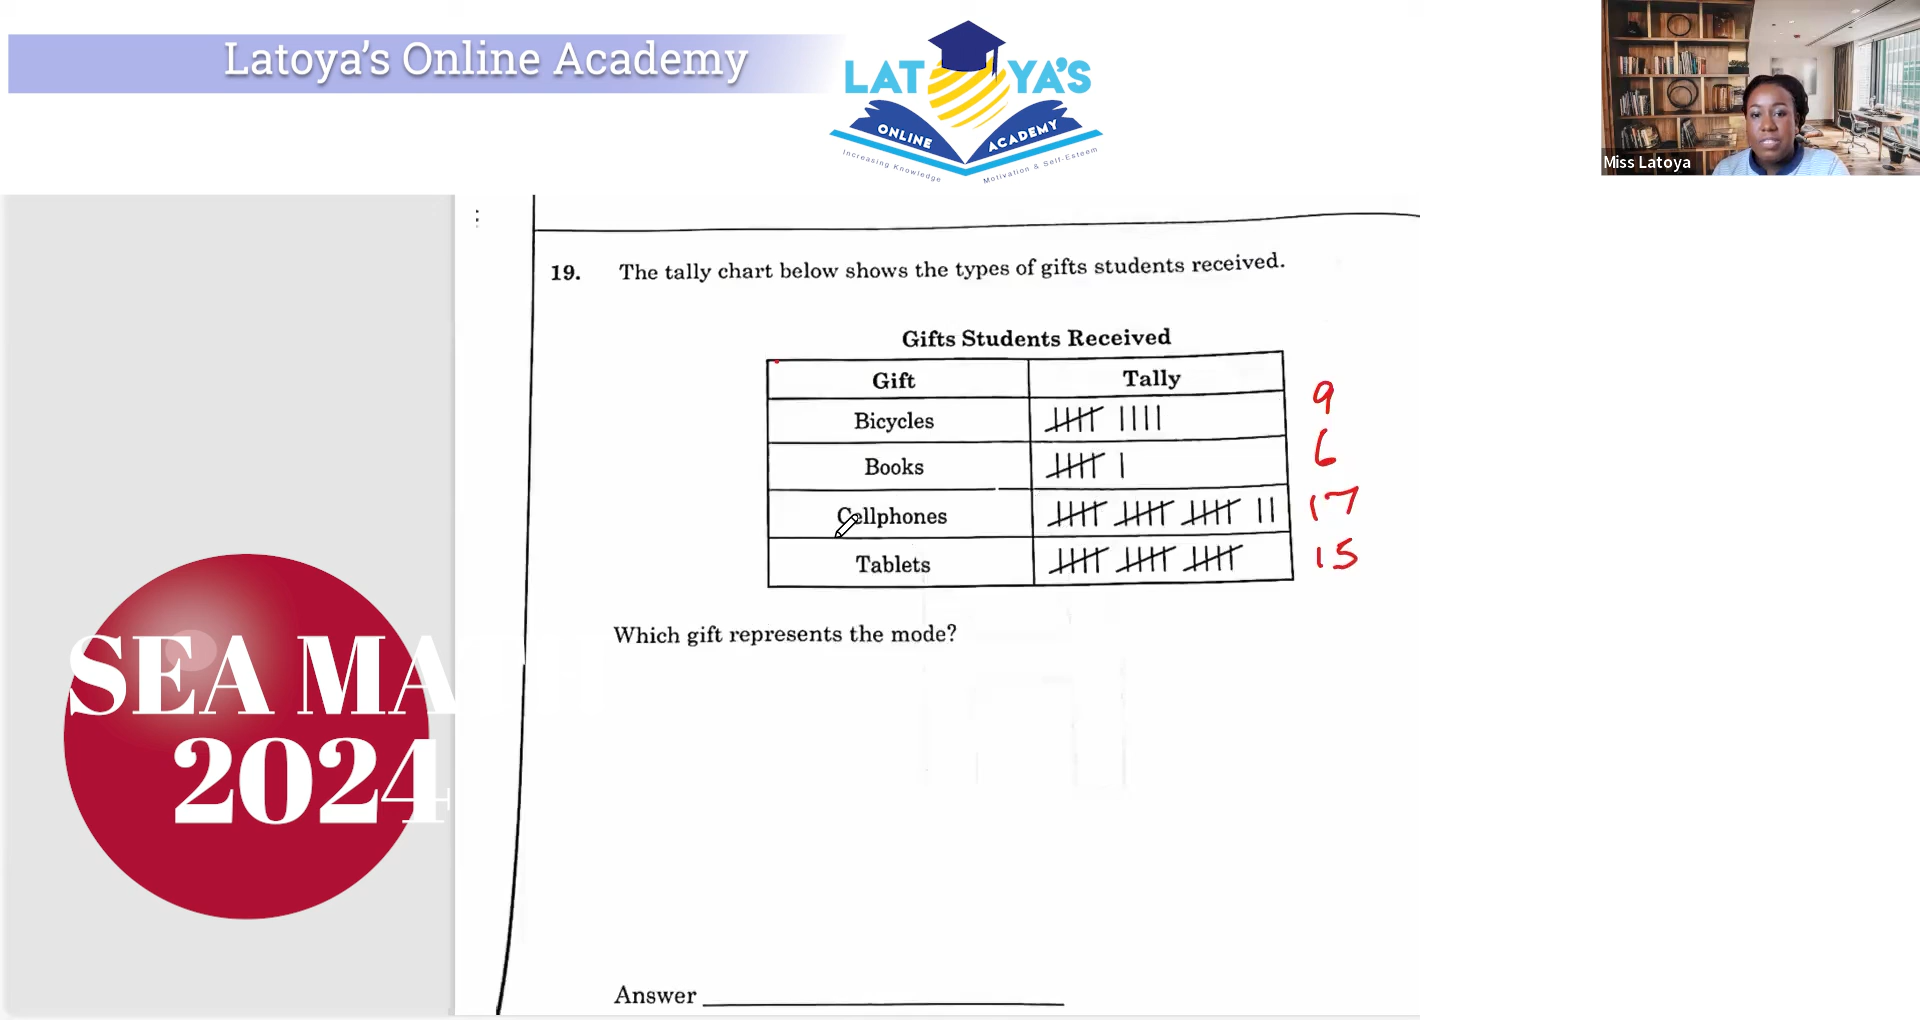 Latoya's Online Academy
LATOYA'S
ONLINE ACADEMY
Increasing Knowledge Motivation & Self-Esteem
Miss Latoya
19. The tally chart below shows the types of gifts students received.
Gifts Students Received
Gift Tally
9
Bicycles
6
Books
17
Cellphones
15
Tablets
Which gift represents the mode?
SEA MA
2024
Answer